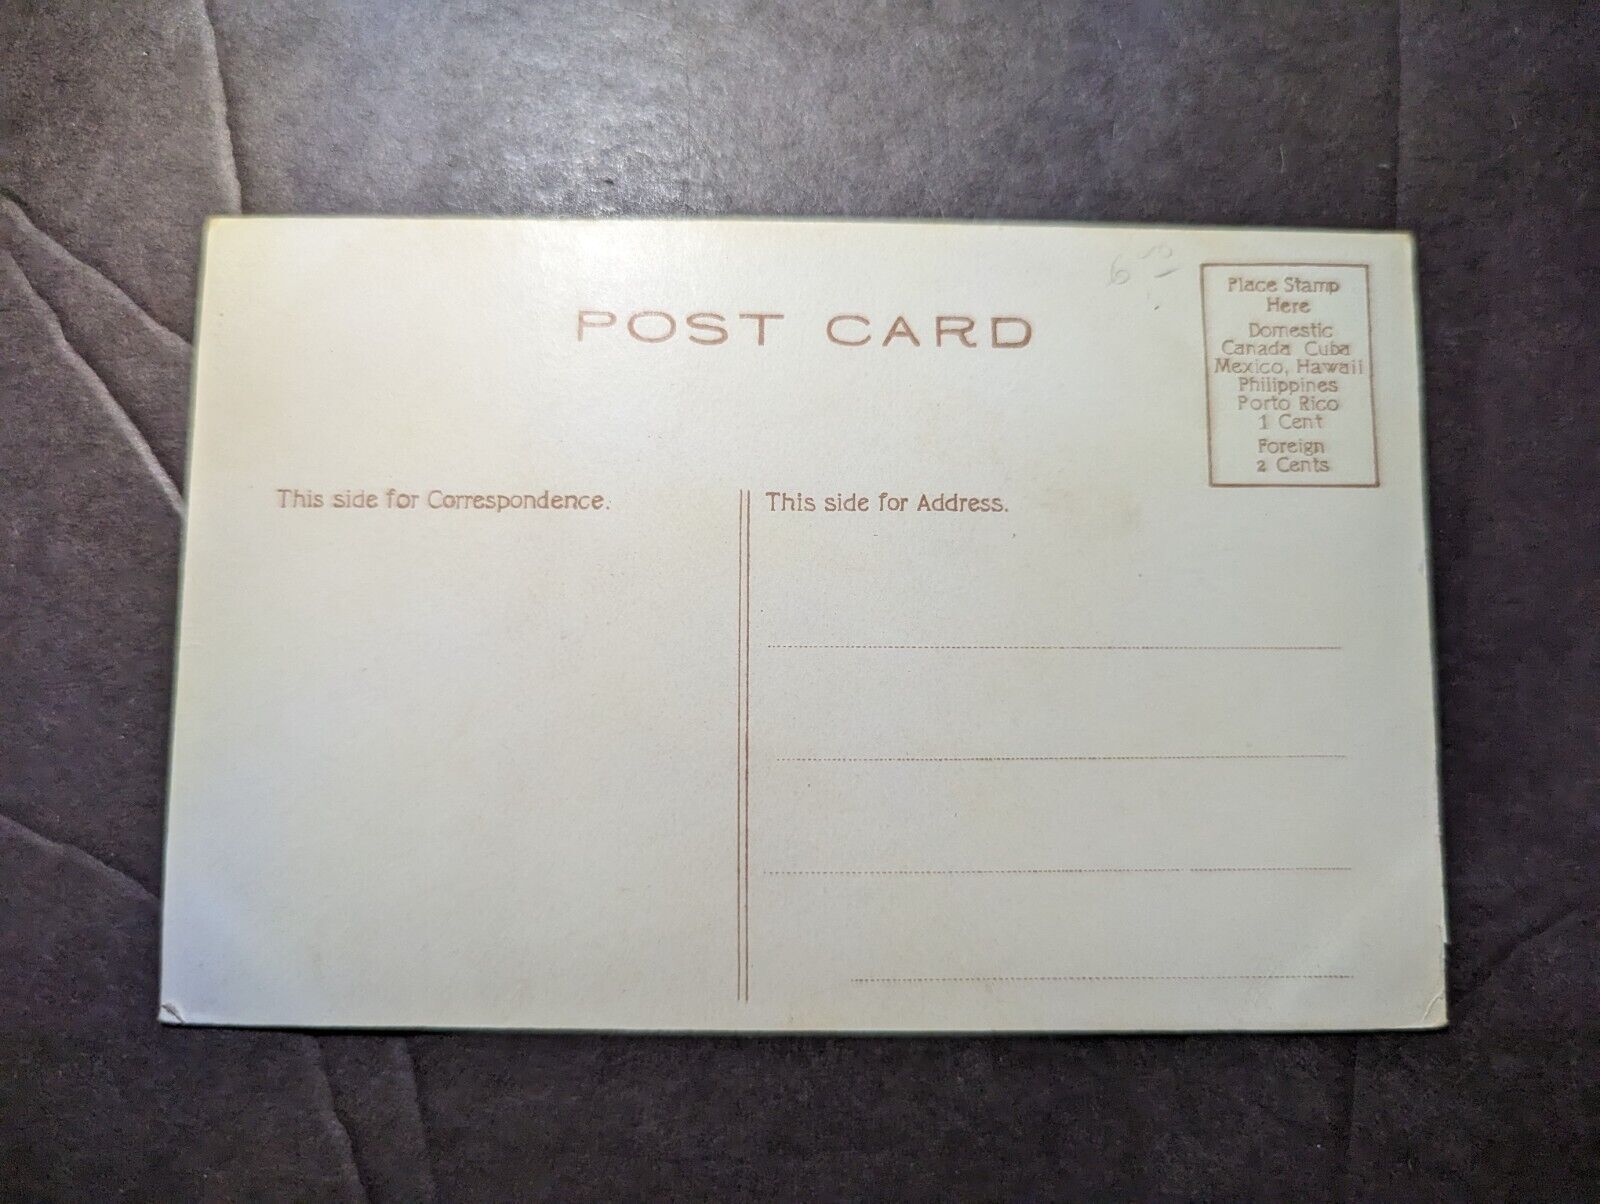 POST CARD
Place Stamp
Here
Domestic
Canada Cuba
Mexico, Hawaii
Philippines
Porto Rico
1 Cent
Foreign
2 Cents
This side for Correspondence.
This side for Address.